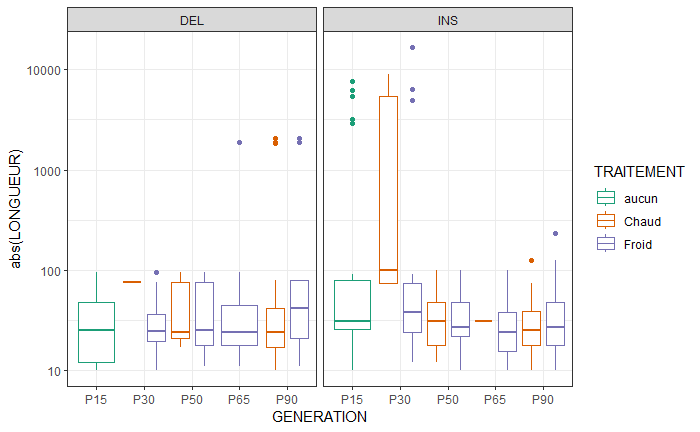 DEL
INS
abs(LONGUEUR)
10000
1000
100
10
P15
P30
P50
P65
P90
P15
P30
P50
P65
P90
GENERATION
TRAITEMENT
aucun
Chaud
Froid